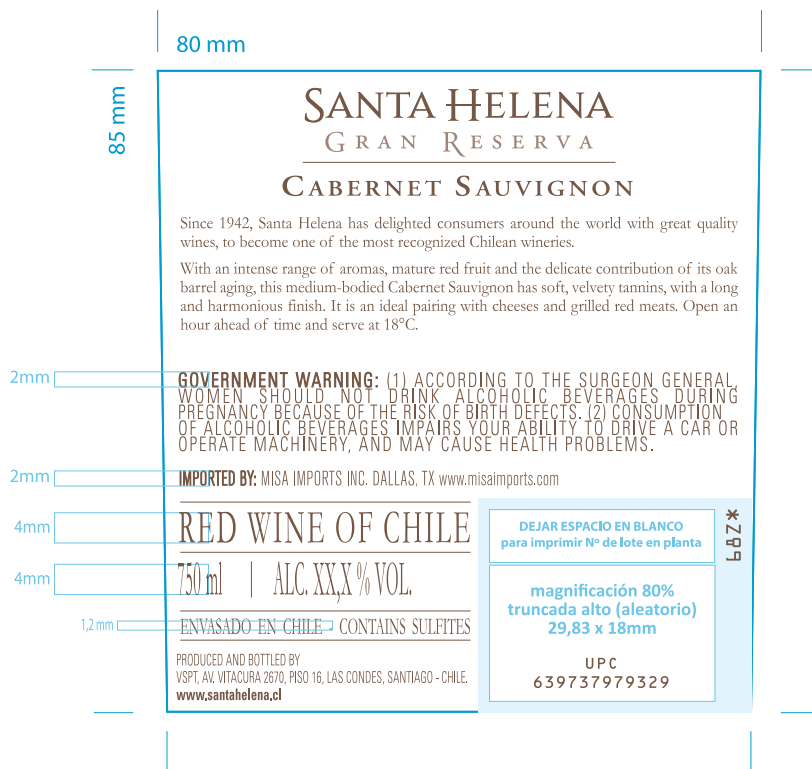 80 mm
85 mm
SANTA HELENA
GRAN RESERVA
CABERNET SAUVIGNON
Since 1942, Santa Helena has delighted consumers around the world with great quality
wines, to become one of the most recognized Chilean wineries.
With an intense range of aromas, mature red fruit and the delicate contribution of its oak
barrel aging, this medium-bodied Cabernet Sauvignon has soft, velvety tannins, with a long
and harmonious finish. It is an ideal pairing with cheeses and grilled red meats. Open an
hour ahead of time and serve at 18°C.
2mm
GOVERNMENT WARNING: (1) ACCORDING TO THE SURGEON GENERAL,
WOMEN SHOULD NOT DRINK ALCOHOLIC BEVERAGES DURING
PREGNANCY BECAUSE OF THE RISK OF BIRTH DEFECTS. (2) CONSUMPTION
OF ALCOHOLIC BEVERAGES IMPAIRS YOUR ABILITY TO DRIVE A CAR OR
OPERATE MACHINERY, AND MAY CAUSE HEALTH PROBLEMS.
2mm
IMPORTED BY: MISA IMPORTS INC. DALLAS, TX www.misaimports.com
4mm
RED WINE OF CHILE
4mm
750 ml | ALC. XX,X % VOL.
1,2 mm
ENVASADO EN CHILE - CONTAINS SULFITES
PRODUCED AND BOTTLED BY
VSPT, AV. VITACURA 2670, PISO 16, LAS CONDES, SANTIAGO - CHILE.
www.santahelena.cl
DEJAR ESPACIO EN BLANCO
para imprimir Nº de lote en planta
magnificación 80%
truncada alto (aleatorio)
29,83 x 18mm
UPC
639737979329